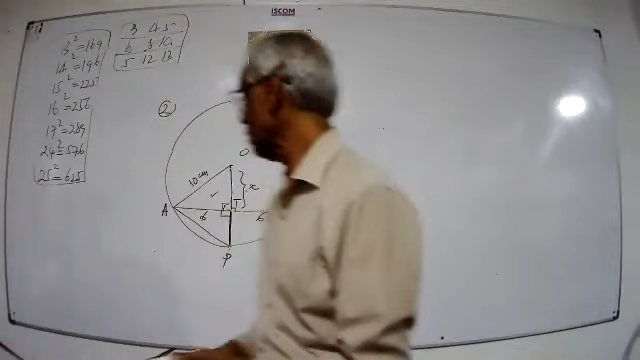 ISCOM
13² = 169
14² = 196
15² = 225
16² = 256
17² = 289
24² = 576
25² = 625
3 4 5
6 8 10
5 12 13
②
O
10 cm
x
A
6
6
P